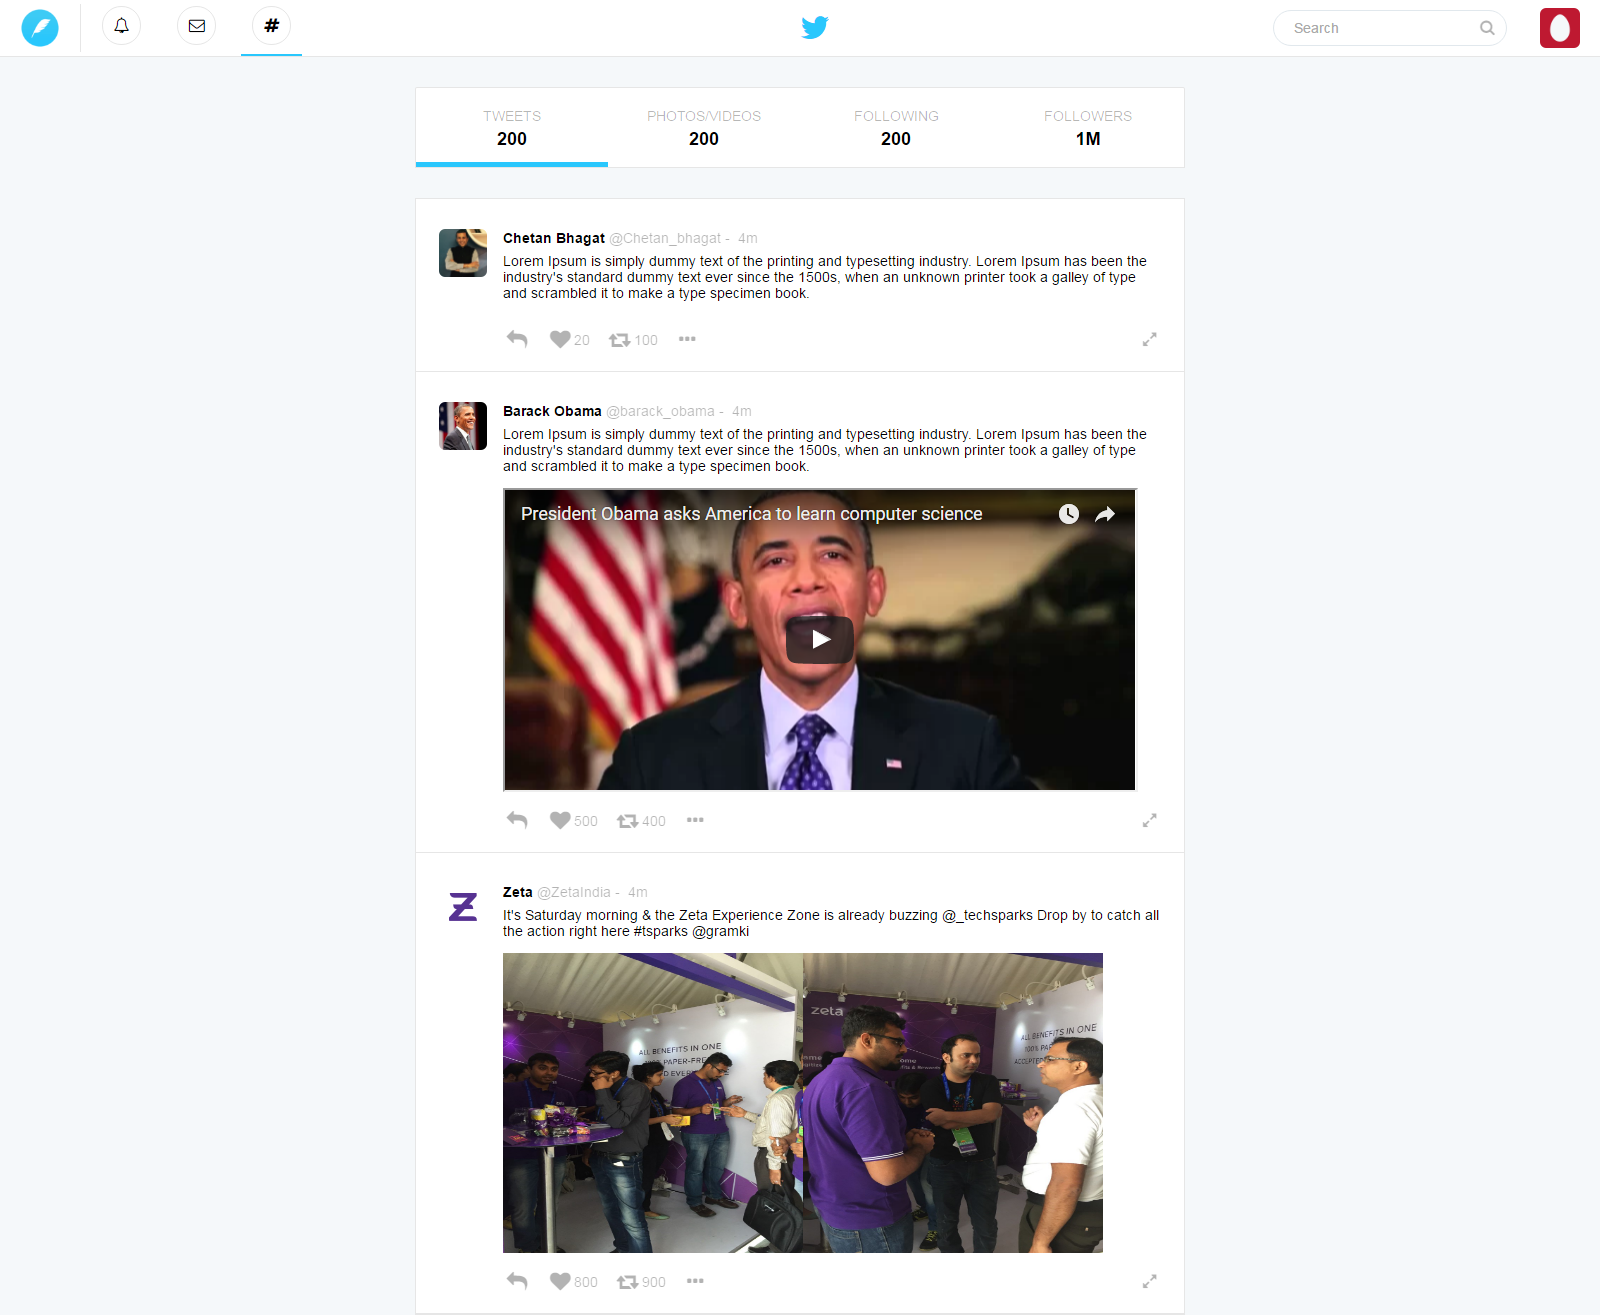 #
Search
TWEETS
200
PHOTOS/VIDEOS
200
FOLLOWING
200
FOLLOWERS
1M
Chetan Bhagat @Chetan_bhagat - 4m
Lorem Ipsum is simply dummy text of the printing and typesetting industry. Lorem Ipsum has been the
industry's standard dummy text ever since the 1500s, when an unknown printer took a galley of type
and scrambled it to make a type specimen book.
20 100
Barack Obama @barack_obama - 4m
Lorem Ipsum is simply dummy text of the printing and typesetting industry. Lorem Ipsum has been the
industry's standard dummy text ever since the 1500s, when an unknown printer took a galley of type
and scrambled it to make a type specimen book.
President Obama asks America to learn computer science
500 400
Zeta @ZetaIndia - 4m
It's Saturday morning & the Zeta Experience Zone is already buzzing @_techsparks Drop by to catch all
the action right here #tsparks @gramki
ALL BENEFITS IN ONE
PAPER-FREE
zeta
ALL BENEFITS IN ONE
100%
800 900